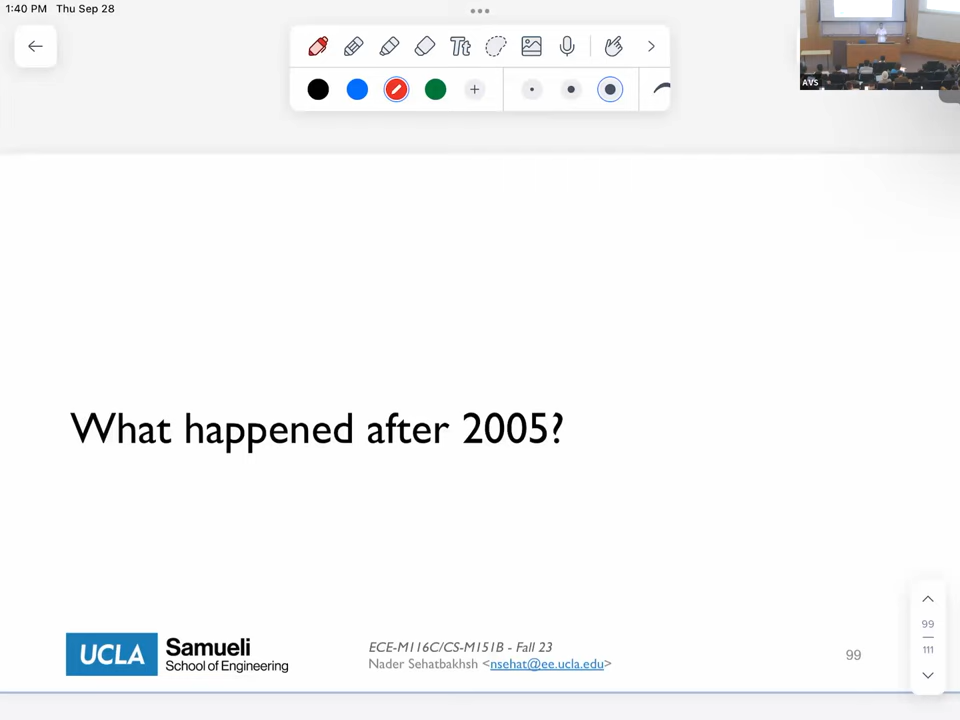 1:40 PM Thu Sep 28
Tt
AVS
What happened after 2005?
UCLA
Samueli
School of Engineering
ECE-M116C/CS-M151B - Fall 23
Nader Sehatbakhsh <nsehat@ee.ucla.edu>
99
99
111